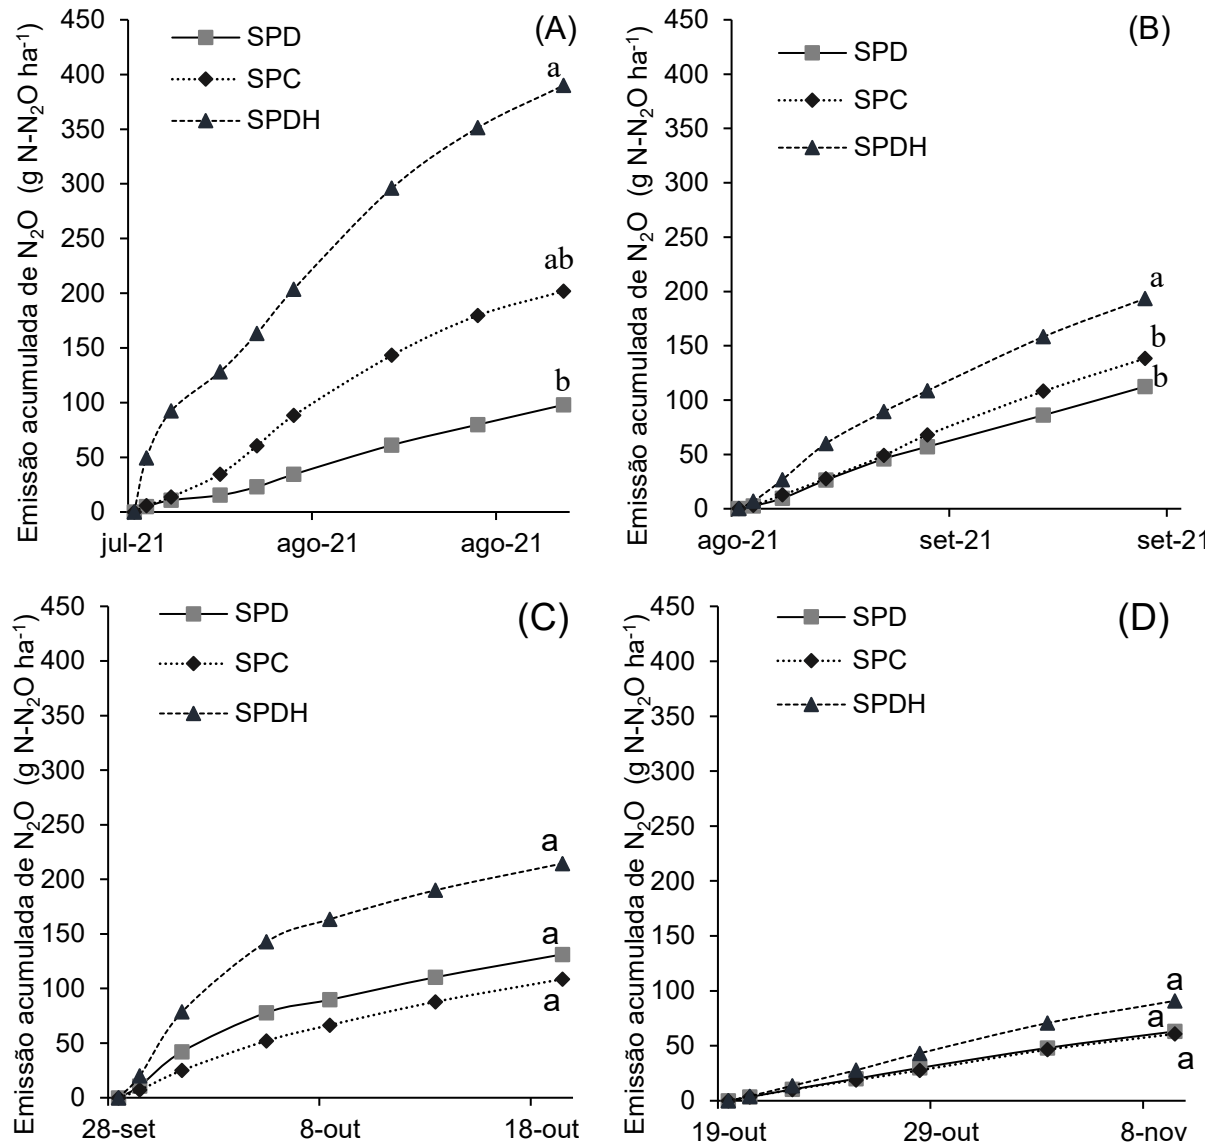 (A)
SPD
SPC
SPDH
Emissão acumulada de N₂O (g N-N₂O ha⁻¹)
450
400
350
300
250
200
150
100
50
0
a
ab
b
jul-21
ago-21
ago-21
(B)
SPD
SPC
SPDH
Emissão acumulada de N₂O (g N-N₂O ha⁻¹)
450
400
350
300
250
200
150
100
50
0
a
b
b
ago-21
set-21
set-21
(C)
SPD
SPC
SPDH
Emissão acumulada de N₂O (g N-N₂O ha⁻¹)
450
400
350
300
250
200
150
100
50
0
a
a
a
28-set
8-out
18-out
(D)
SPD
SPC
SPDH
Emissão acumulada de N₂O (g N-N₂O ha⁻¹)
450
400
350
300
250
200
150
100
50
0
a
a
a
19-out
29-out
8-nov